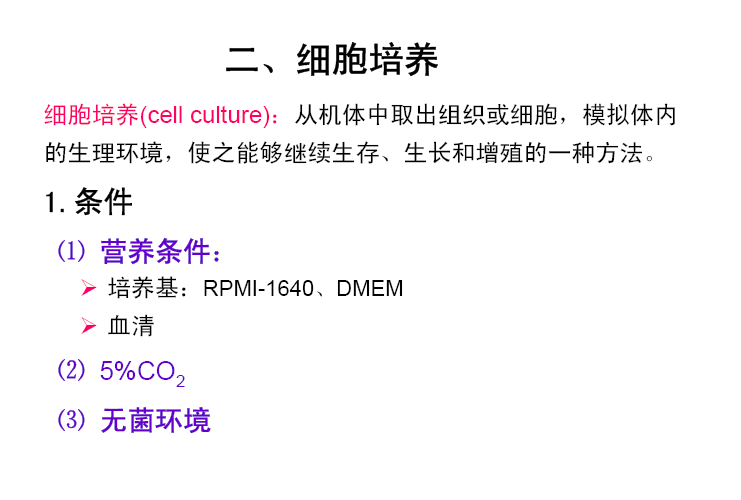 二、细胞培养
细胞培养(cell culture)：从机体中取出组织或细胞，模拟体内
的生理环境，使之能够继续生存、生长和增殖的一种方法。
1. 条件
⑴ 营养条件：
➢ 培养基：RPMI-1640、DMEM
➢ 血清
⑵ 5%CO₂
⑶ 无菌环境